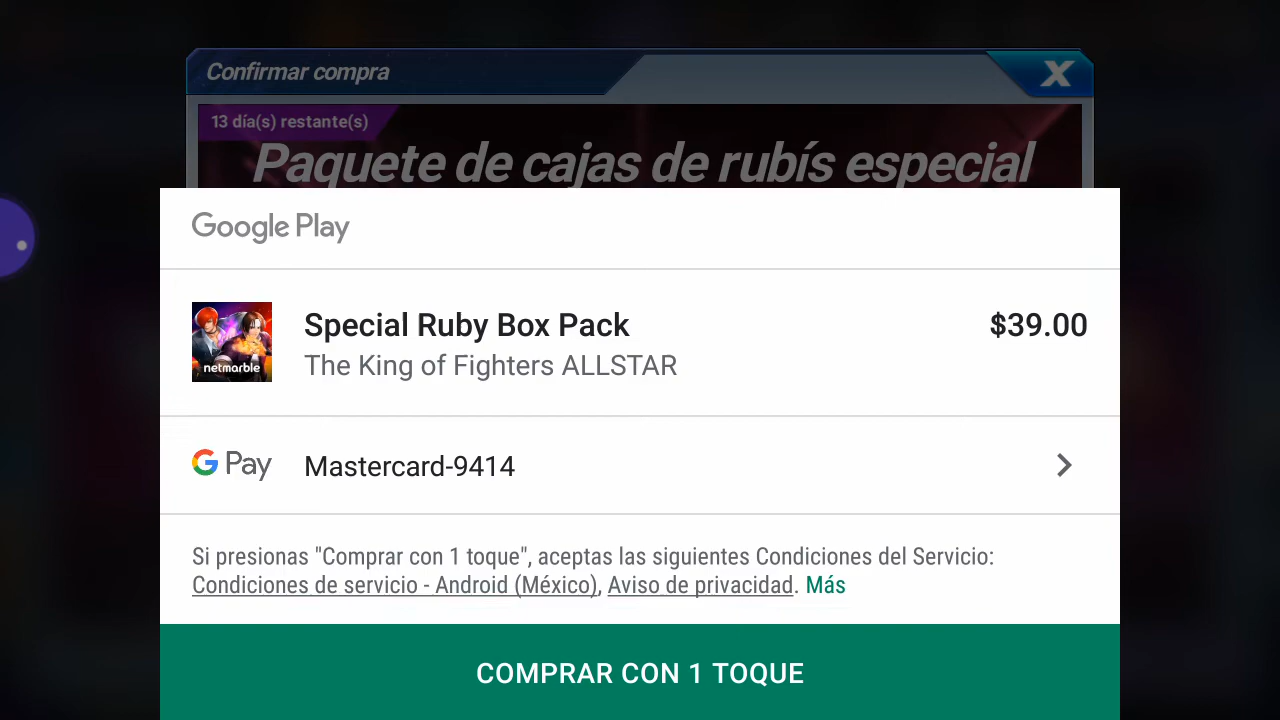 Confirmar compra
X
13 día(s) restante(s)
Paquete de cajas de rubís especial
Google Play
Special Ruby Box Pack
$39.00
The King of Fighters ALLSTAR
netmarble
G Pay
Mastercard-9414
Si presionas "Comprar con 1 toque", aceptas las siguientes Condiciones del Servicio:
Condiciones de servicio - Android (México), Aviso de privacidad. Más
COMPRAR CON 1 TOQUE